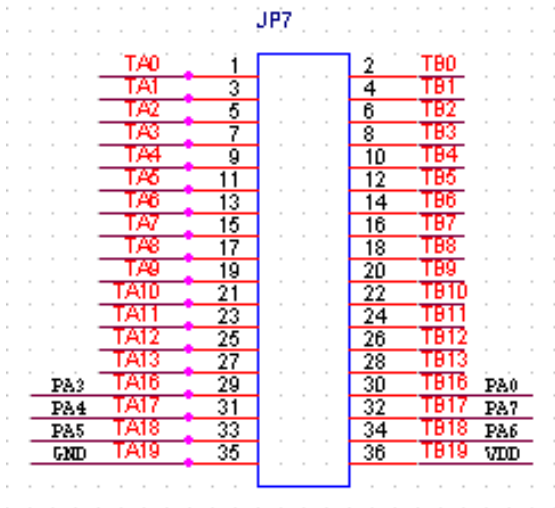 JP7
TA0 1 2 TB0
TA1 3 4 TB1
TA2 5 6 TB2
TA3 7 8 TB3
TA4 9 10 TB4
TA5 11 12 TB5
TA6 13 14 TB6
TA7 15 16 TB7
TA8 17 18 TB8
TA9 19 20 TB9
TA10 21 22 TB10
TA11 23 24 TB11
TA12 25 26 TB12
TA13 27 28 TB13
PA3 TA16 29 30 TB16 PA0
PA4 TA17 31 32 TB17 PA7
PA5 TA18 33 34 TB18 PA6
GND TA19 35 36 TB19 VDD